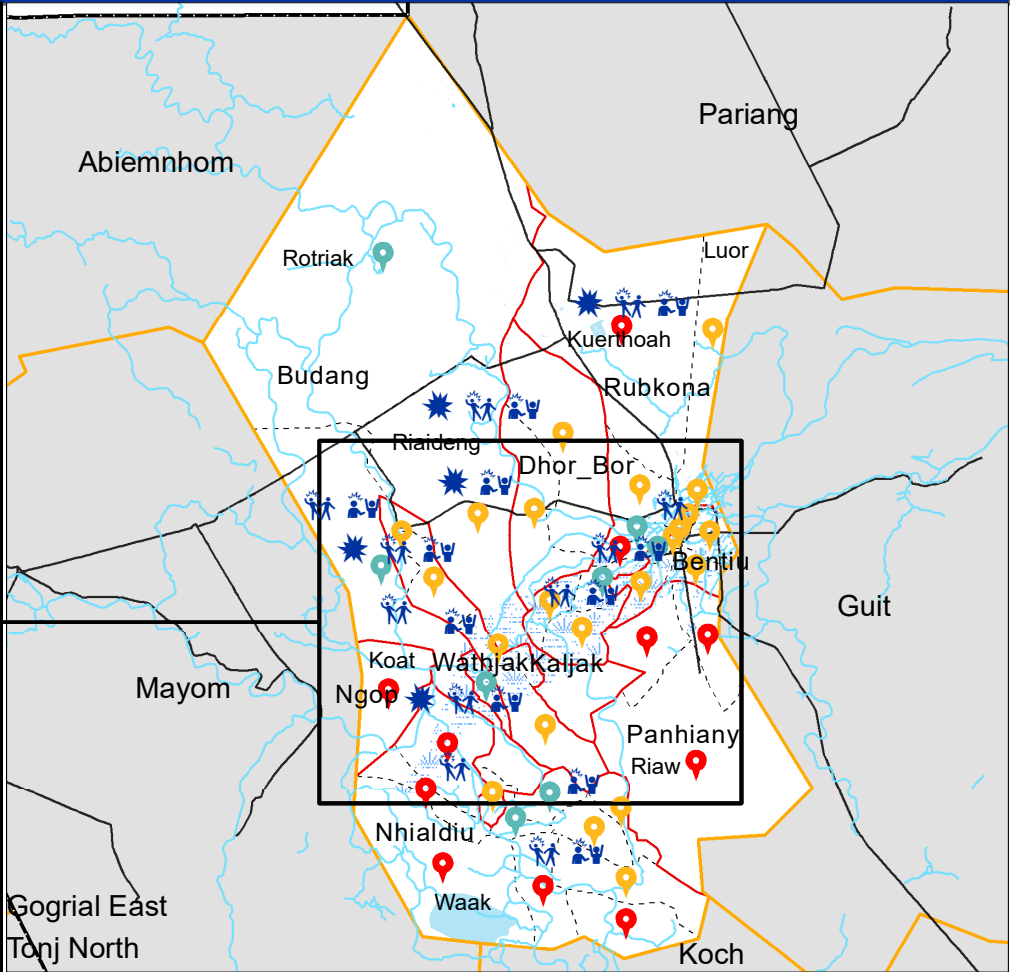 Pariang
Abiemnhom
Luor
Rotriak
Kuerthoah
Budang
Rubkona
Riaideng
Dhor_Bor
Bentiu
Guit
Koat
WathjakKaljak
Mayom
Ngop
Panhiany
Riaw
Nhialdiu
Waak
Gogrial East
Tonj North
Koch